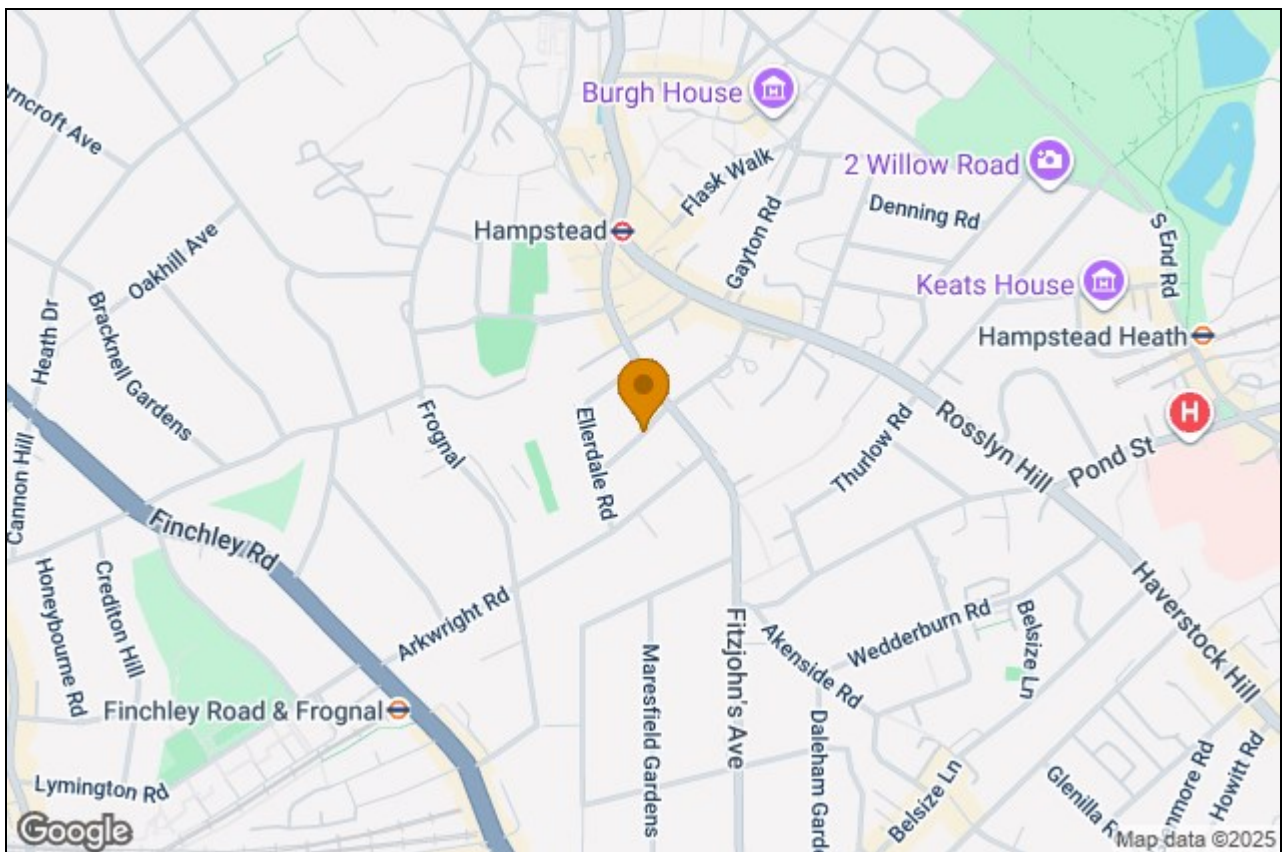 Burgh House
2 Willow Road
Flask Walk
Denning Rd
Gayton Rd
Hampstead
S End Rd
Keats House
Hampstead Heath
Oakhill Ave
Heath Dr
Bracknell Gardens
Cannon Hill
Frognal
Ellerdale Rd
Thurlow Rd
Rosslyn Hill
H
Pond St
Finchley Rd
Honeybourne Rd
Crediton Hill
Arkwright Rd
Haverstock Hill
Wedderburn Rd
Belsize Ln
Akenside Rd
Fitzjohn's Ave
Maresfield Gardens
Finchley Road & Frognal
Lymington Rd
Belsize Ln
Howitt Rd
Google
Map data ©2025